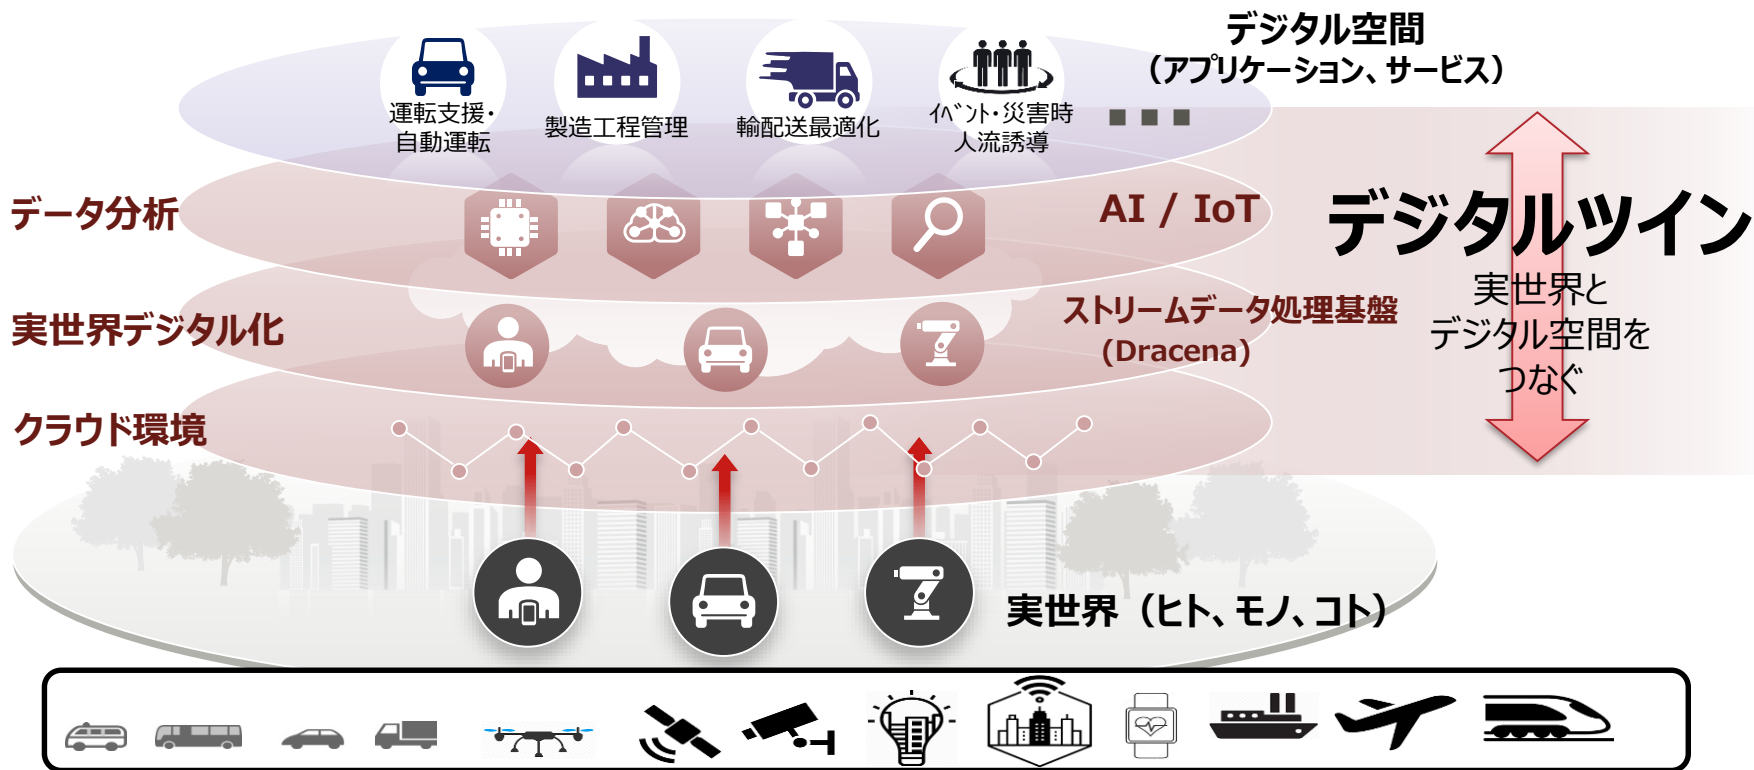 デジタル空間
（アプリケーション、サービス）
運転支援・
自動運転
製造工程管理
輸配送最適化
ｲﾍﾞﾝﾄ・災害時
人流誘導
データ分析
AI / IoT
デジタルツイン
実世界と
デジタル空間を
つなぐ
実世界デジタル化
ストリームデータ処理基盤
(Dracena)
クラウド環境
実世界（ヒト、モノ、コト）